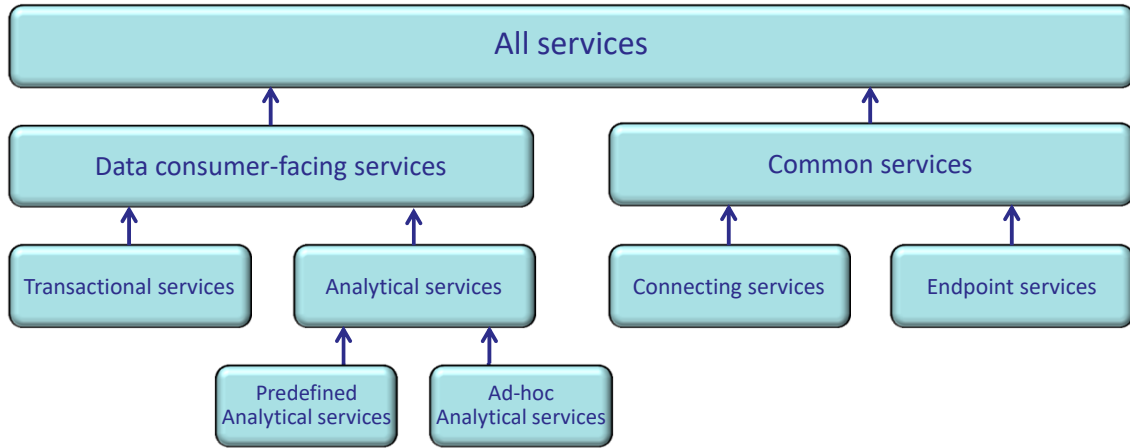 All services
Data consumer-facing services
Common services
Transactional services
Analytical services
Connecting services
Endpoint services
Predefined
Analytical services
Ad-hoc
Analytical services